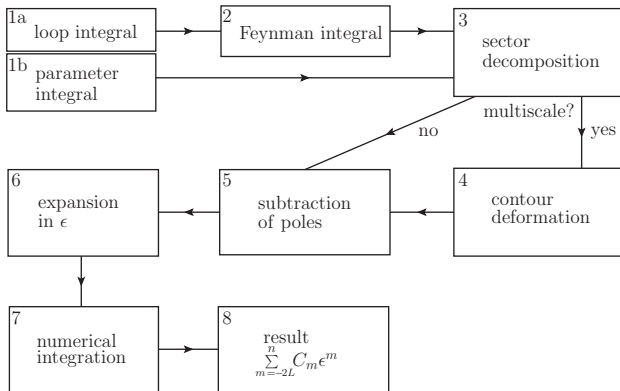 1a
loop integral
2
Feynman integral
3
sector
decomposition
1b
parameter
integral
multiscale?
no
yes
6
expansion
in ϵ
5
subtraction
of poles
4
contour
deformation
7
numerical
integration
8
result
n
∑ C_m ϵ^m
m=−2L